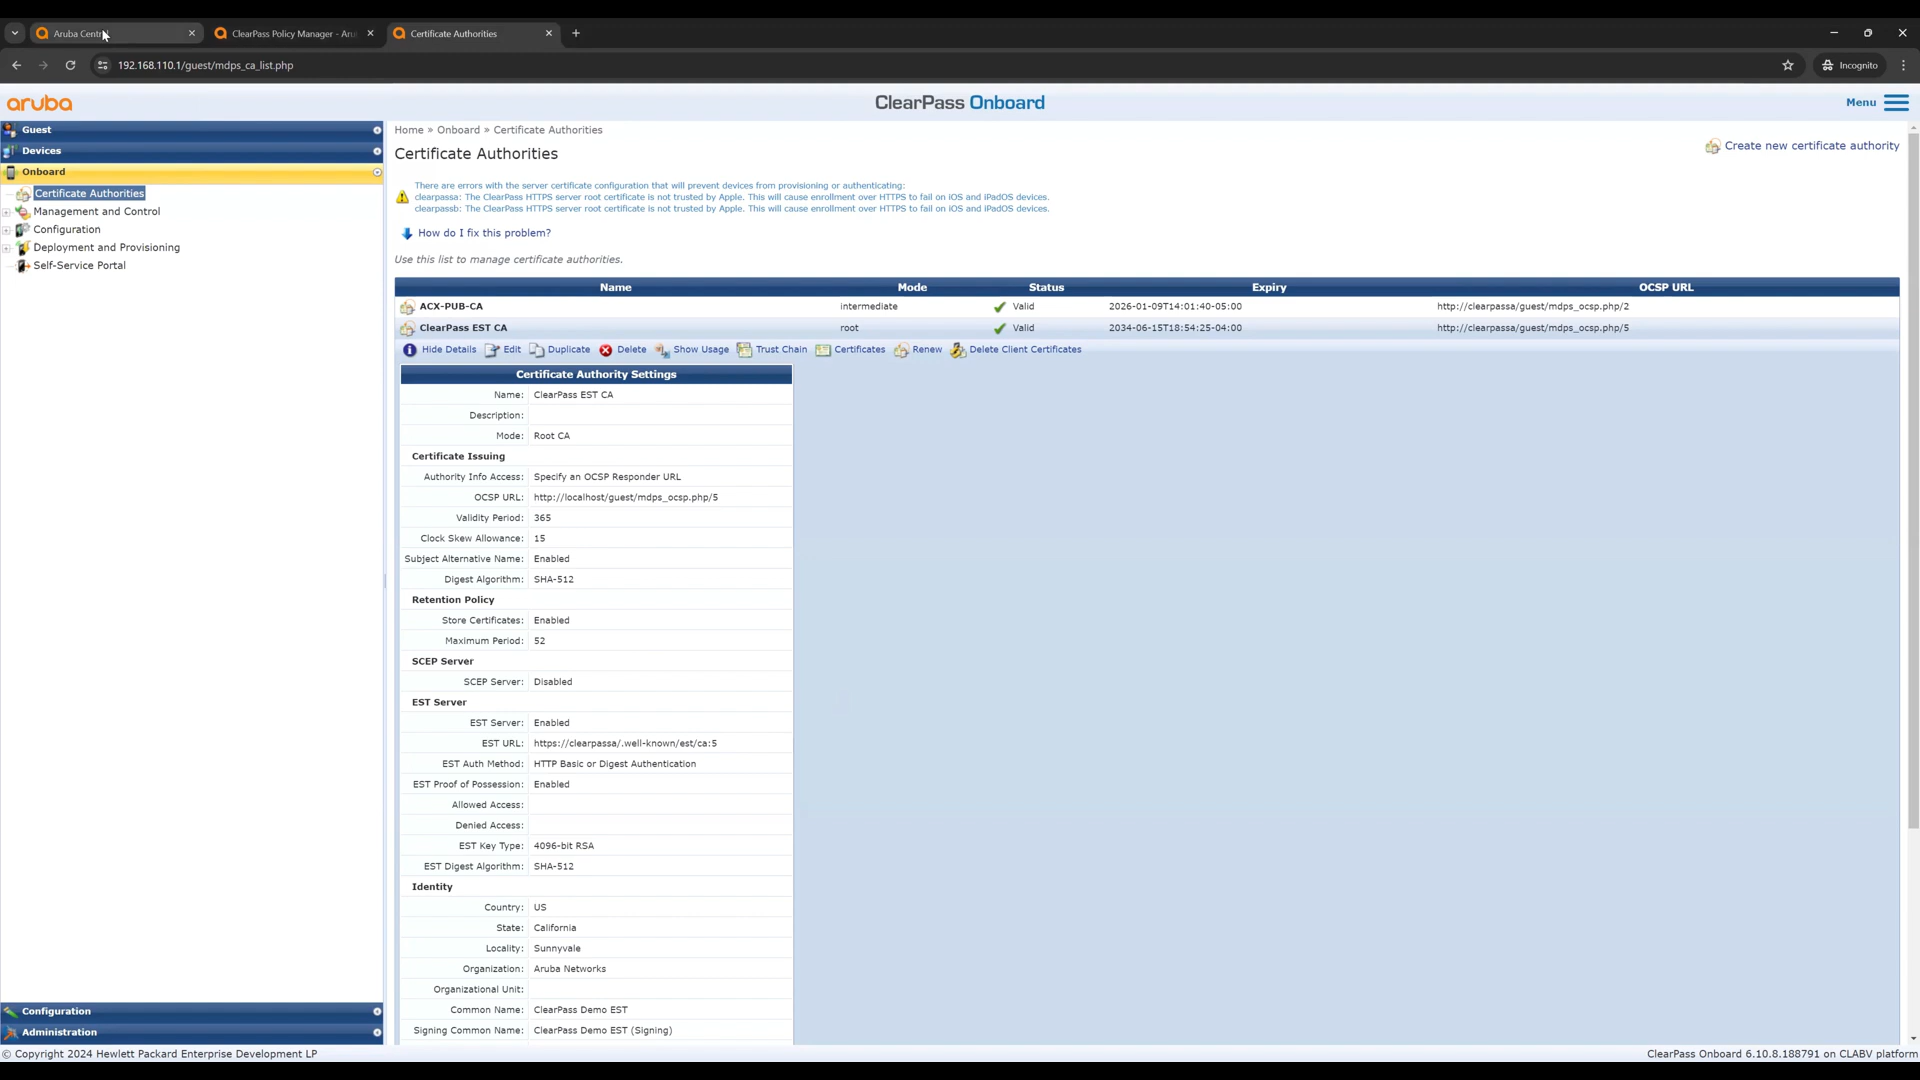 Aruba Central
ClearPass Policy Manager - Aru
Certificate Authorities
192.168.110.1/guest/mdps_ca_list.php
Incognito
aruba
ClearPass Onboard
Menu
Guest
Devices
Onboard
Certificate Authorities
Management and Control
Configuration
Deployment and Provisioning
Self-Service Portal
Home » Onboard » Certificate Authorities
Certificate Authorities
Create new certificate authority
There are errors with the server certificate configuration that will prevent devices from provisioning or authenticating:
clearpassa: The ClearPass HTTPS server root certificate is not trusted by Apple. This will cause enrollment over HTTPS to fail on iOS and iPadOS devices.
clearpassb: The ClearPass HTTPS server root certificate is not trusted by Apple. This will cause enrollment over HTTPS to fail on iOS and iPadOS devices.
How do I fix this problem?
Use this list to manage certificate authorities.
Name Mode Status Expiry OCSP URL
ACX-PUB-CA intermediate Valid 2026-01-09T14:01:40-05:00 http://clearpassa/guest/mdps_ocsp.php/2
ClearPass EST CA root Valid 2034-06-15T18:54:25-04:00 http://clearpassa/guest/mdps_ocsp.php/5
Hide Details Edit Duplicate Delete Show Usage Trust Chain Certificates Renew Delete Client Certificates
Certificate Authority Settings
Name: ClearPass EST CA
Description:
Mode: Root CA
Certificate Issuing
Authority Info Access: Specify an OCSP Responder URL
OCSP URL: http://localhost/guest/mdps_ocsp.php/5
Validity Period: 365
Clock Skew Allowance: 15
Subject Alternative Name: Enabled
Digest Algorithm: SHA-512
Retention Policy
Store Certificates: Enabled
Maximum Period: 52
SCEP Server
SCEP Server: Disabled
EST Server
EST Server: Enabled
EST URL: https://clearpassa/.well-known/est/ca:5
EST Auth Method: HTTP Basic or Digest Authentication
EST Proof of Possession: Enabled
Allowed Access:
Denied Access:
EST Key Type: 4096-bit RSA
EST Digest Algorithm: SHA-512
Identity
Country: US
State: California
Locality: Sunnyvale
Organization: Aruba Networks
Organizational Unit:
Common Name: ClearPass Demo EST
Signing Common Name: ClearPass Demo EST (Signing)
Configuration
Administration
© Copyright 2024 Hewlett Packard Enterprise Development LP
ClearPass Onboard 6.10.8.188791 on CLABV platform